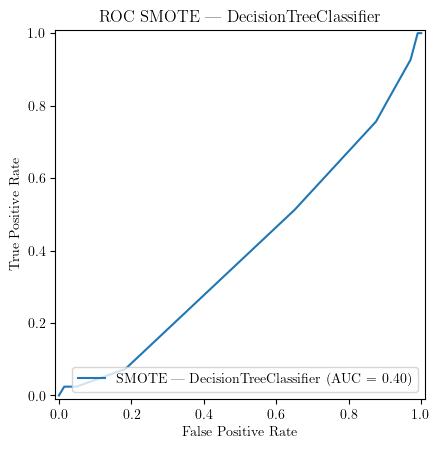 ROC SMOTE — DecisionTreeClassifier
True Positive Rate
1.0
0.8
0.6
0.4
0.2
0.0
SMOTE — DecisionTreeClassifier (AUC = 0.40)
0.0 0.2 0.4 0.6 0.8 1.0
False Positive Rate